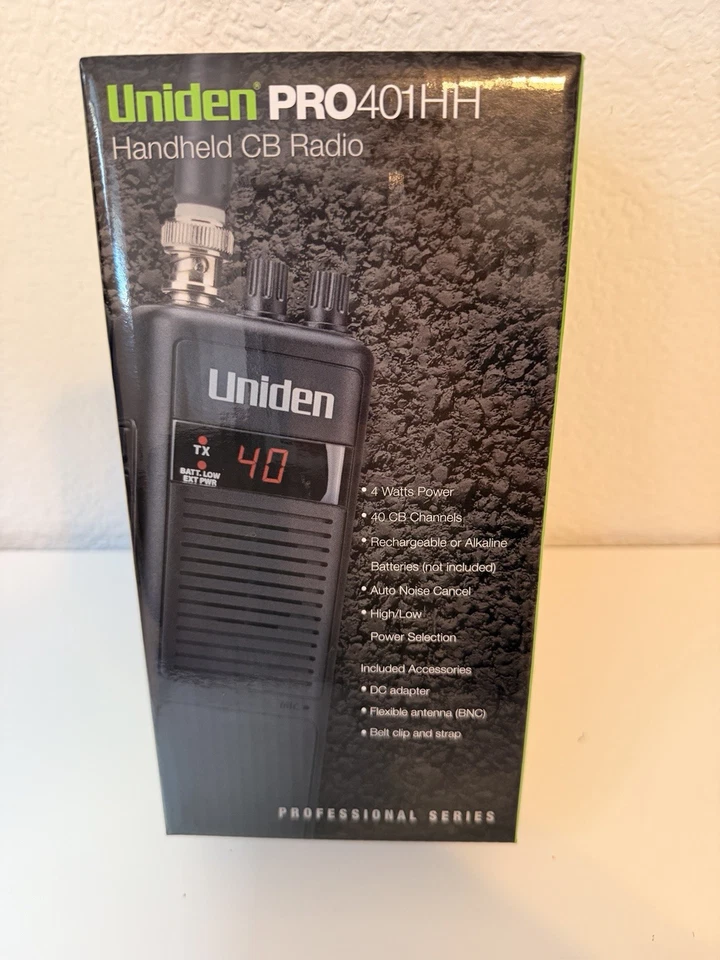 Uniden® PRO401HH
Handheld CB Radio
Uniden
TX
40
BATT. LOW
EXT PWR
• 4 Watts Power
• 40 CB Channels
• Rechargeable or Alkaline
Batteries (not included)
• Auto Noise Cancel
• High/Low
Power Selection
Included Accessories
• DC adapter
• Flexible antenna (BNC)
• Belt clip and strap
PROFESSIONAL SERIES